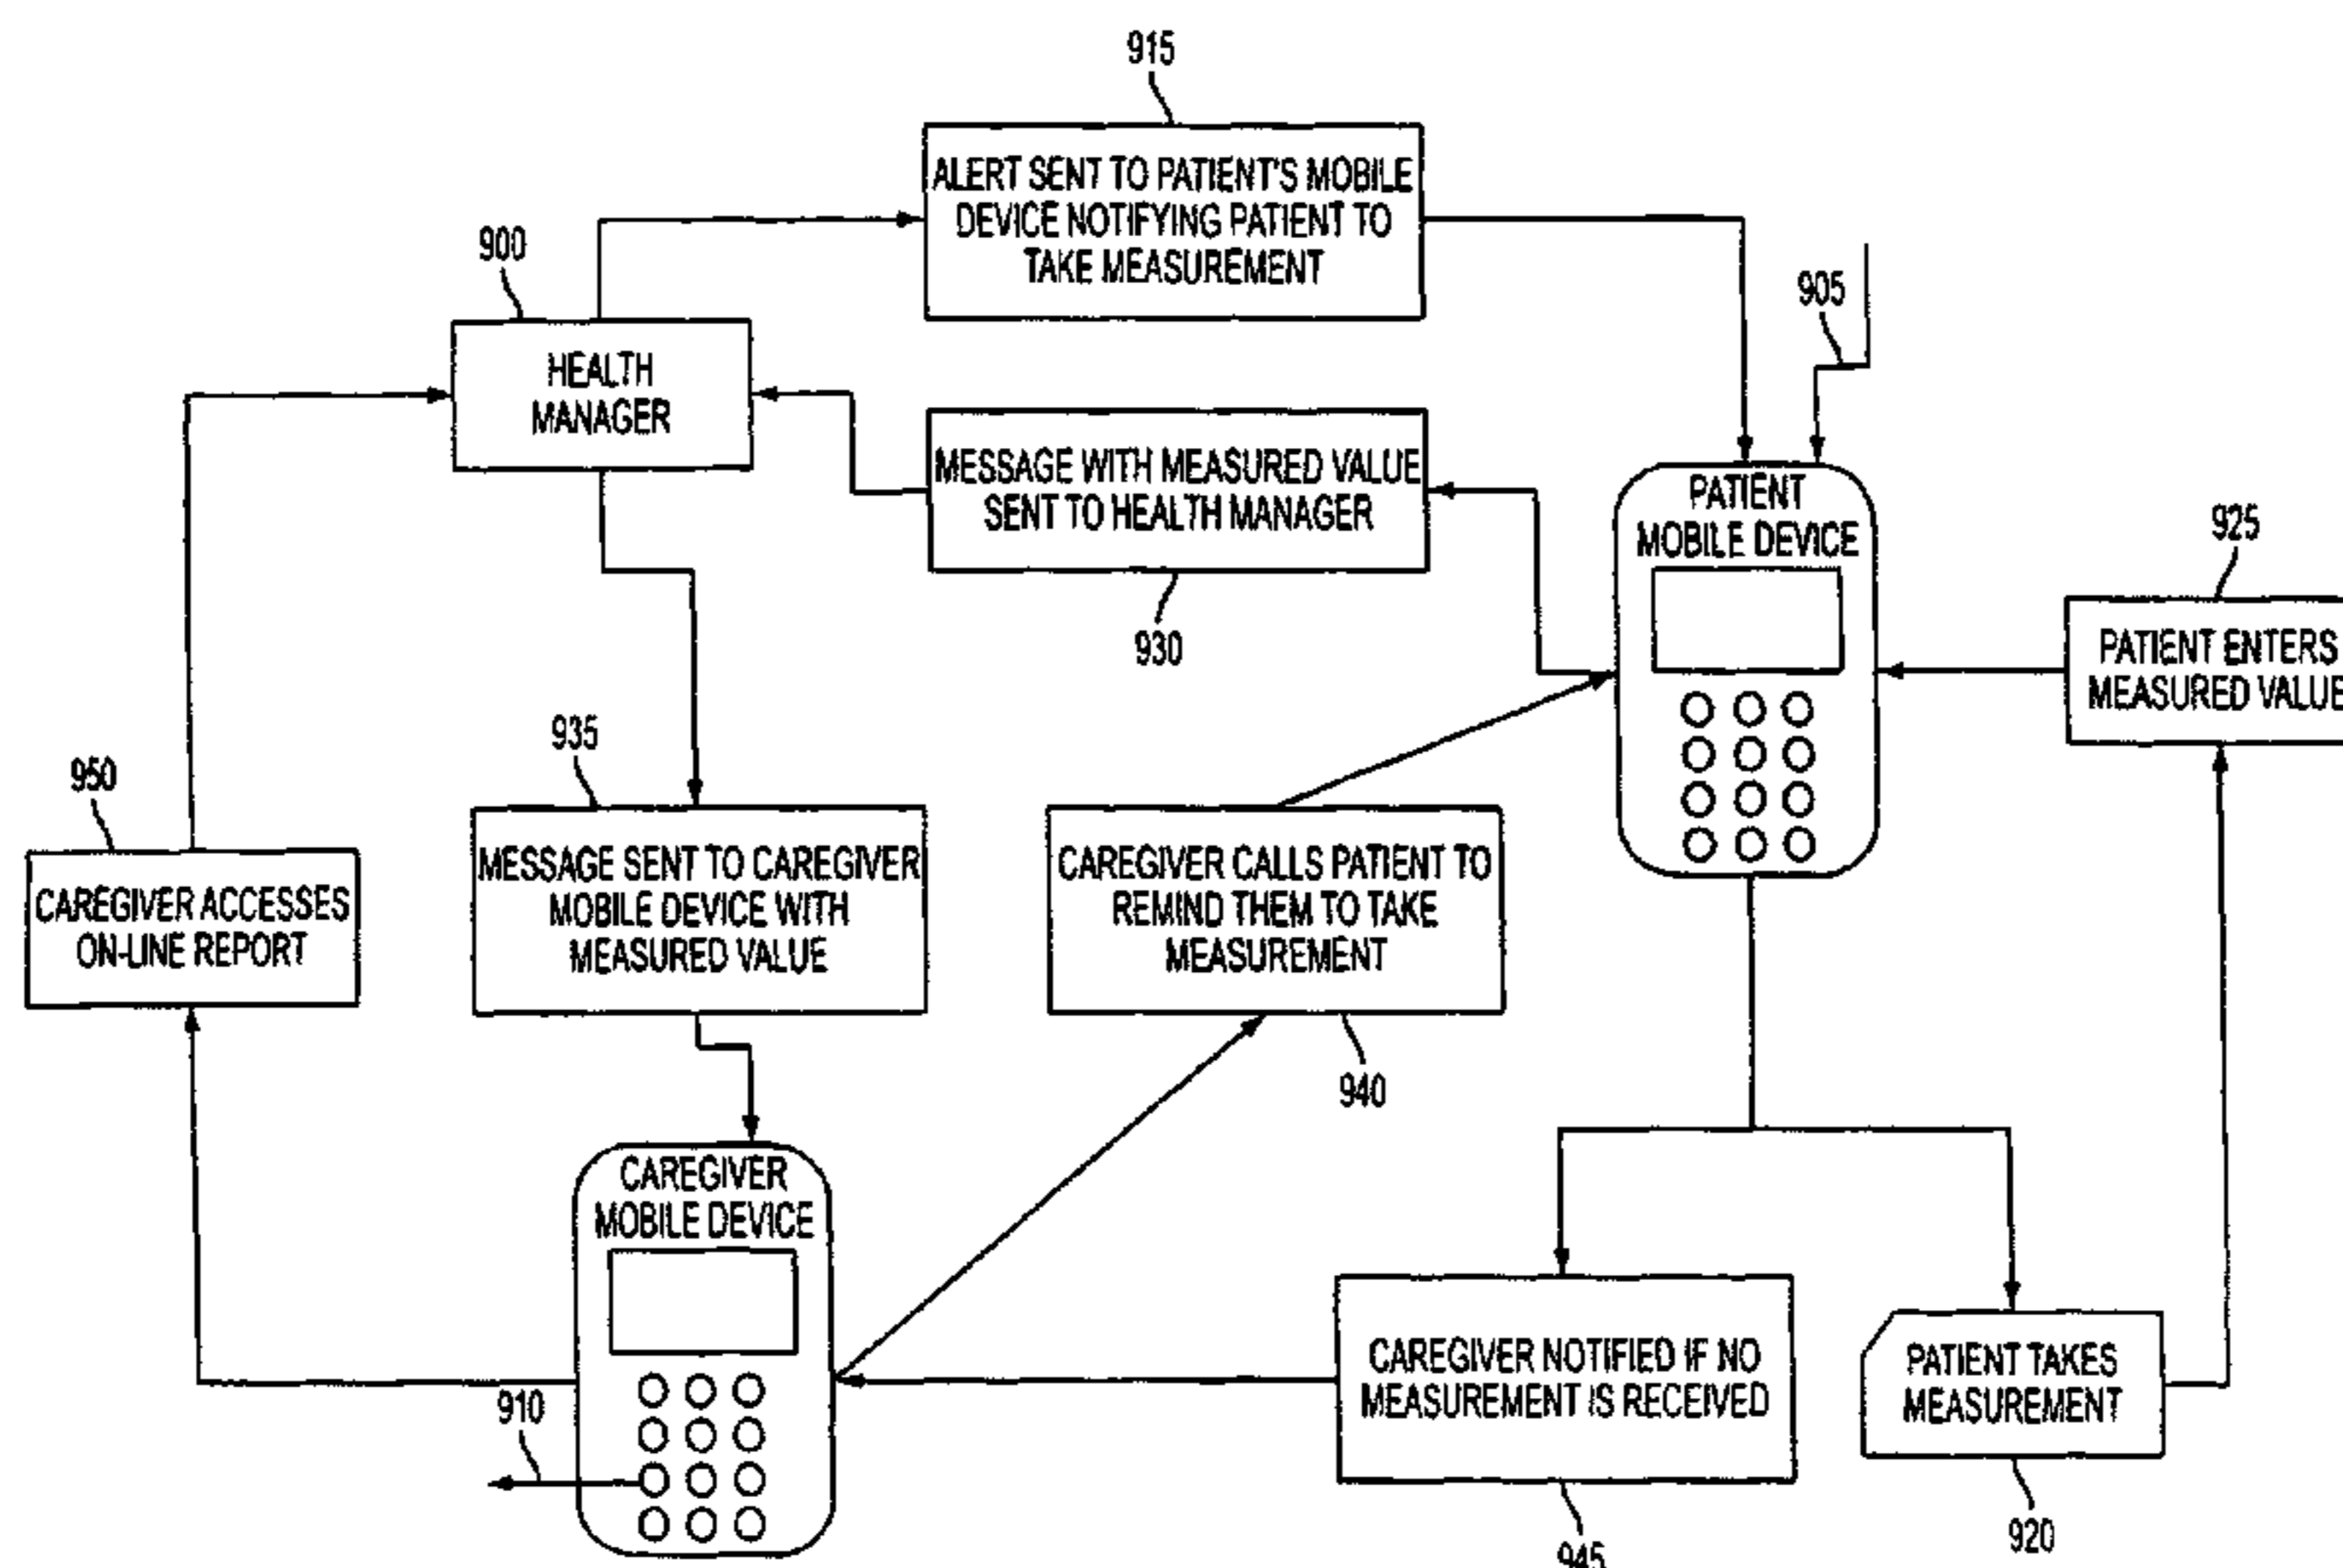 915
ALERT SENT TO PATIENT'S MOBILE
DEVICE NOTIFYING PATIENT TO
TAKE MEASUREMENT
900
HEALTH
MANAGER
905
MESSAGE WITH MEASURED VALUE
SENT TO HEALTH MANAGER
930
PATIENT
MOBILE DEVICE
925
PATIENT ENTERS
MEASURED VALUE
950
CAREGIVER ACCESSES
ON-LINE REPORT
935
MESSAGE SENT TO CAREGIVER
MOBILE DEVICE WITH
MEASURED VALUE
CAREGIVER CALLS PATIENT TO
REMIND THEM TO TAKE
MEASUREMENT
940
CAREGIVER
MOBILE DEVICE
910
CAREGIVER NOTIFIED IF NO
MEASUREMENT IS RECEIVED
945
PATIENT TAKES
MEASUREMENT
920